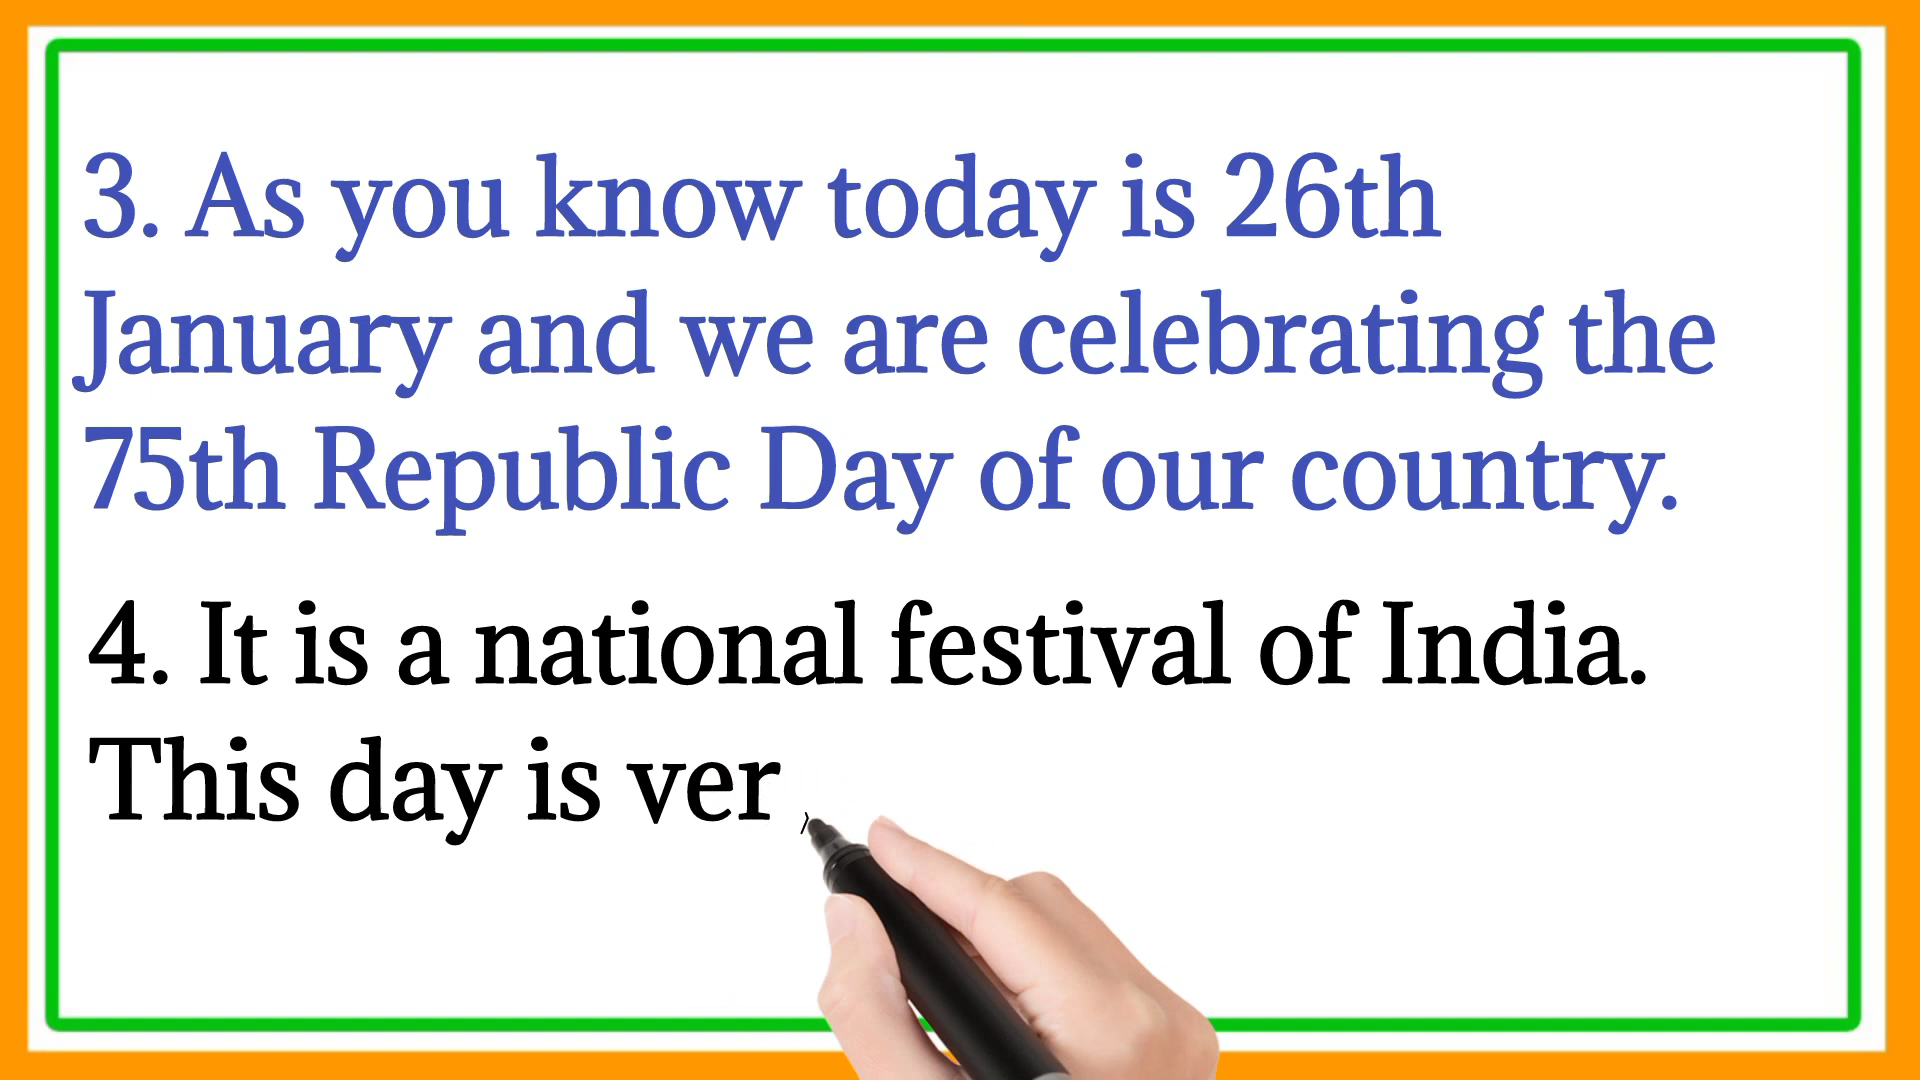 3. As you know today is 26th
January and we are celebrating the
75th Republic Day of our country.
4. It is a national festival of India.
This day is ver